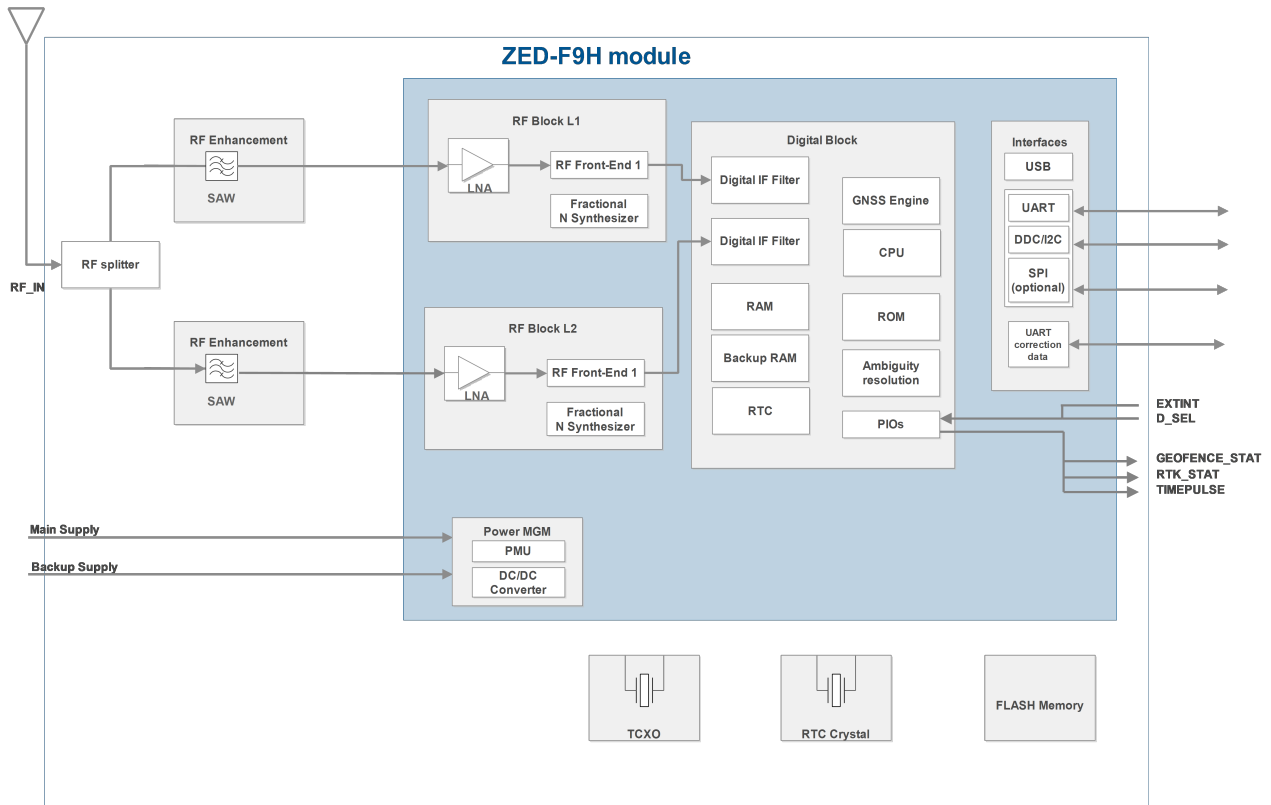 ZED-F9H module
RF_IN
RF splitter
RF Enhancement
SAW
RF Enhancement
SAW
RF Block L1
LNA
RF Front-End 1
Fractional
N Synthesizer
RF Block L2
LNA
RF Front-End 1
Fractional
N Synthesizer
Digital Block
Digital IF Filter
Digital IF Filter
RAM
Backup RAM
RTC
GNSS Engine
CPU
ROM
Ambiguity
resolution
PIOs
Interfaces
USB
UART
DDC/I2C
SPI
(optional)
UART
correction
data
EXTINT
D_SEL
GEOFENCE_STAT
RTK_STAT
TIMEPULSE
Main Supply
Backup Supply
Power MGM
PMU
DC/DC
Converter
TCXO
RTC Crystal
FLASH Memory